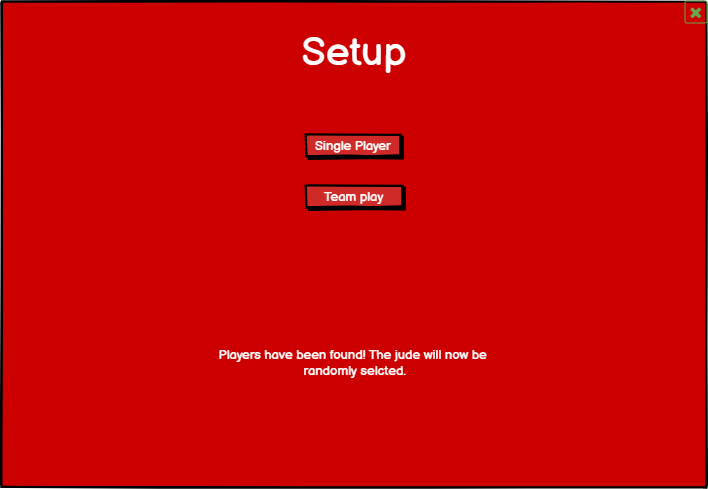 Setup
Single Player
Team play
Players have been found! The jude will now be
randomly selcted.